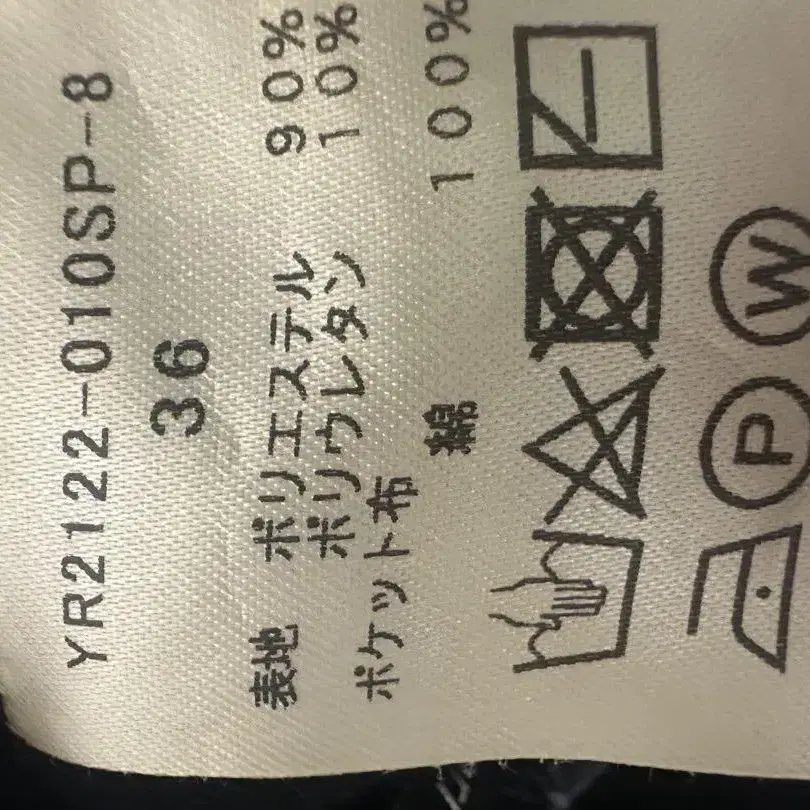 YR2122-010SP-8
36
表地 ポリエステル 90%
ポリウレタン 10%
ポケット布
綿 100%
P W